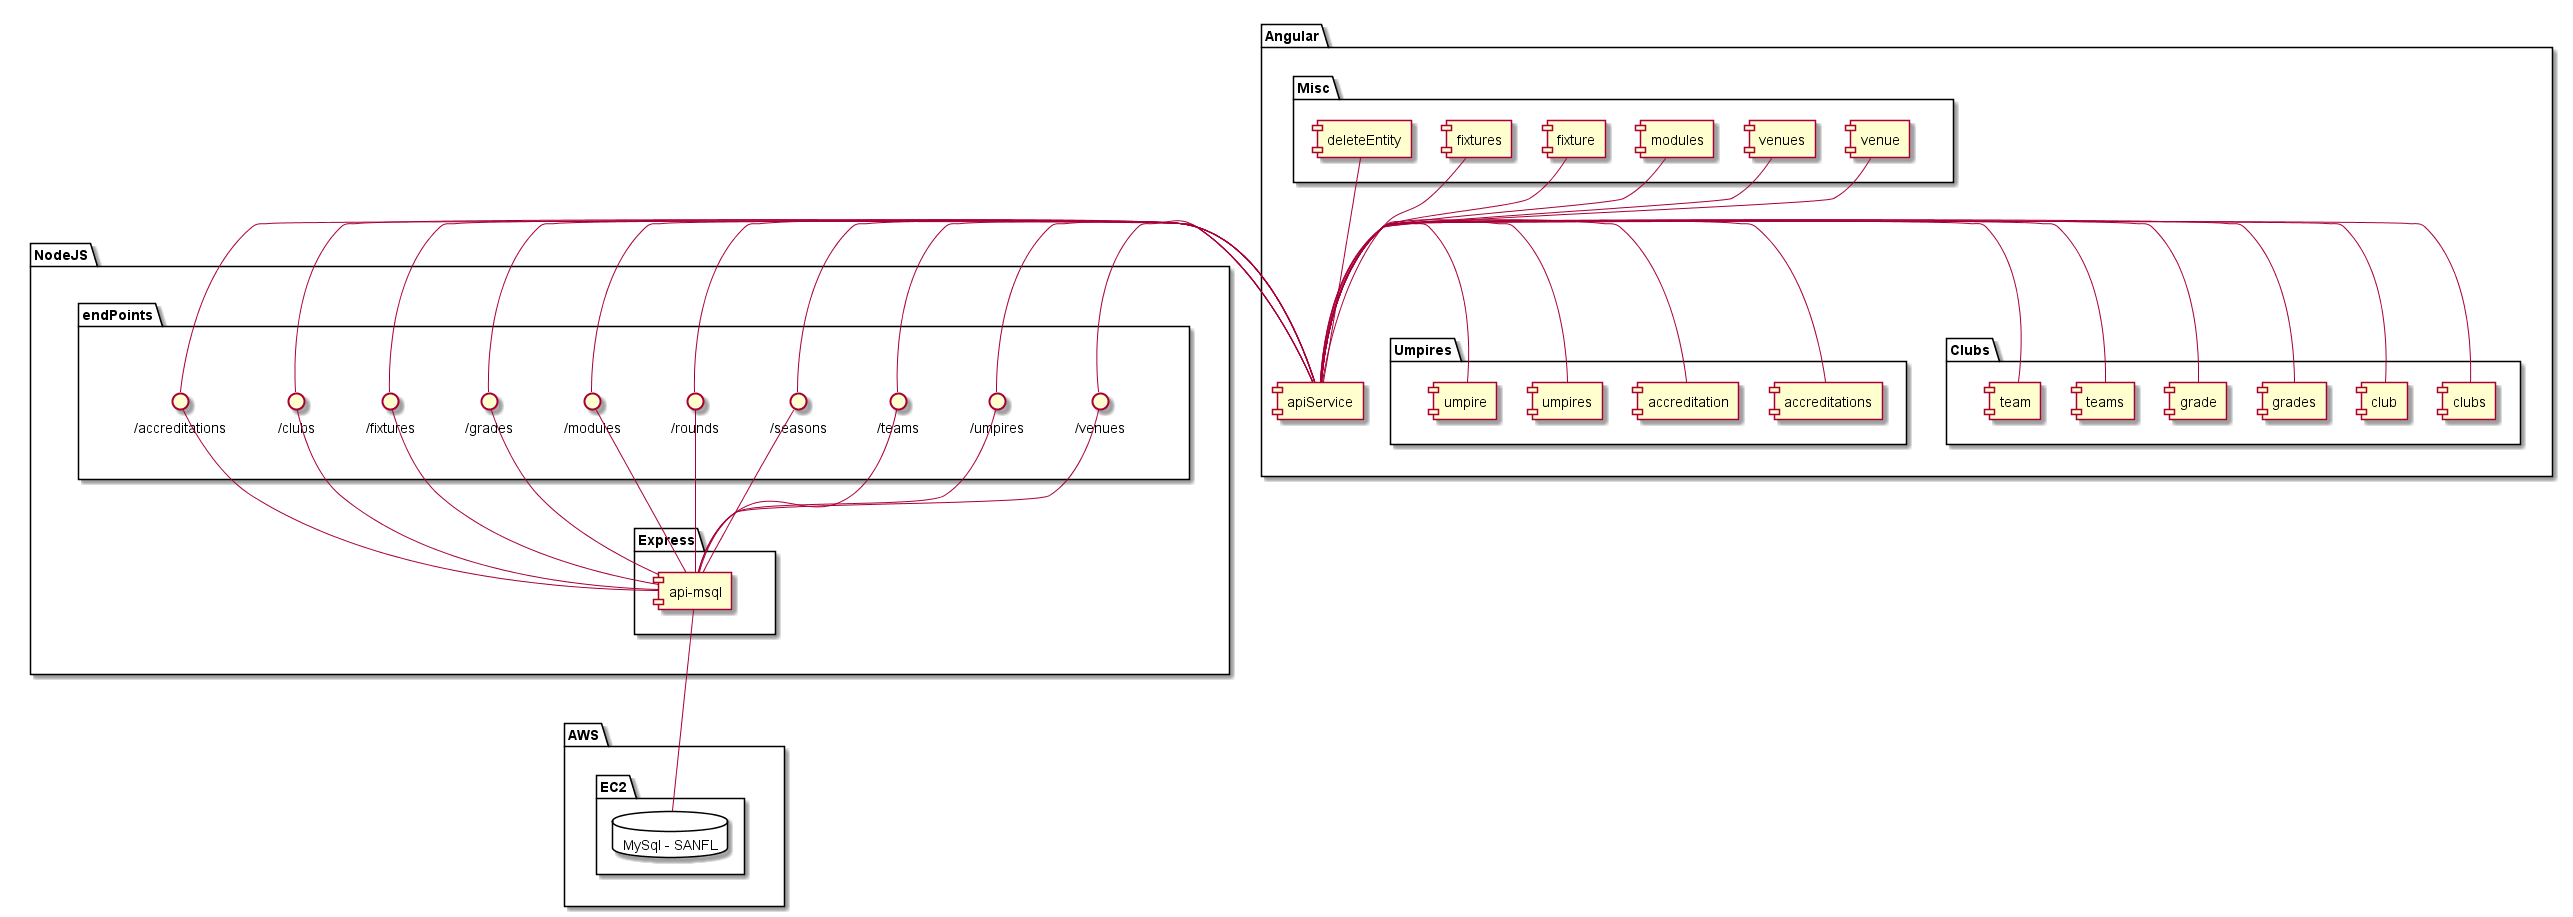 Angular
Misc
deleteEntity
fixtures
fixture
modules
venues
venue
NodeJS
endPoints
/accreditations
/clubs
/fixtures
/grades
/modules
/rounds
/seasons
/teams
/umpires
/venues
apiService
Umpires
umpire
umpires
accreditation
accreditations
Clubs
team
teams
grade
grades
club
clubs
Express
api-msql
AWS
EC2
MySql - SANFL